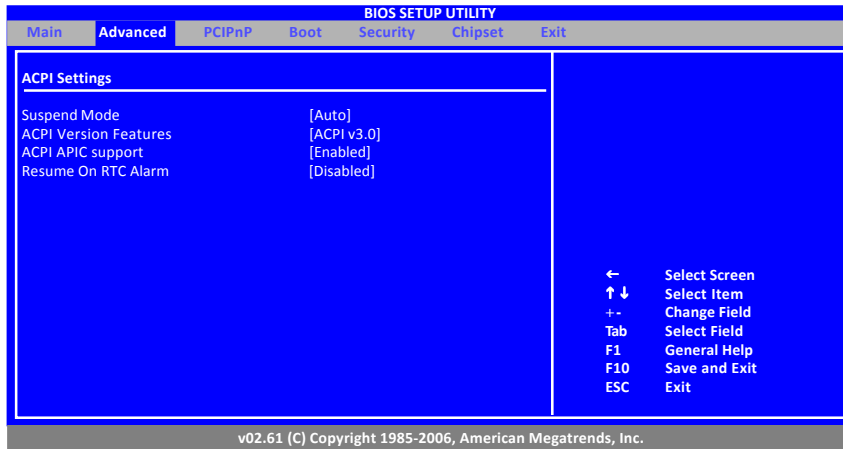 BIOS SETUP UTILITY
Main Advanced PCIPnP Boot Security Chipset Exit
ACPI Settings
Suspend Mode [Auto]
ACPI Version Features [ACPI v3.0]
ACPI APIC support [Enabled]
Resume On RTC Alarm [Disabled]
← Select Screen
↑↓ Select Item
+- Change Field
Tab Select Field
F1 General Help
F10 Save and Exit
ESC Exit
v02.61 (C) Copyright 1985-2006, American Megatrends, Inc.